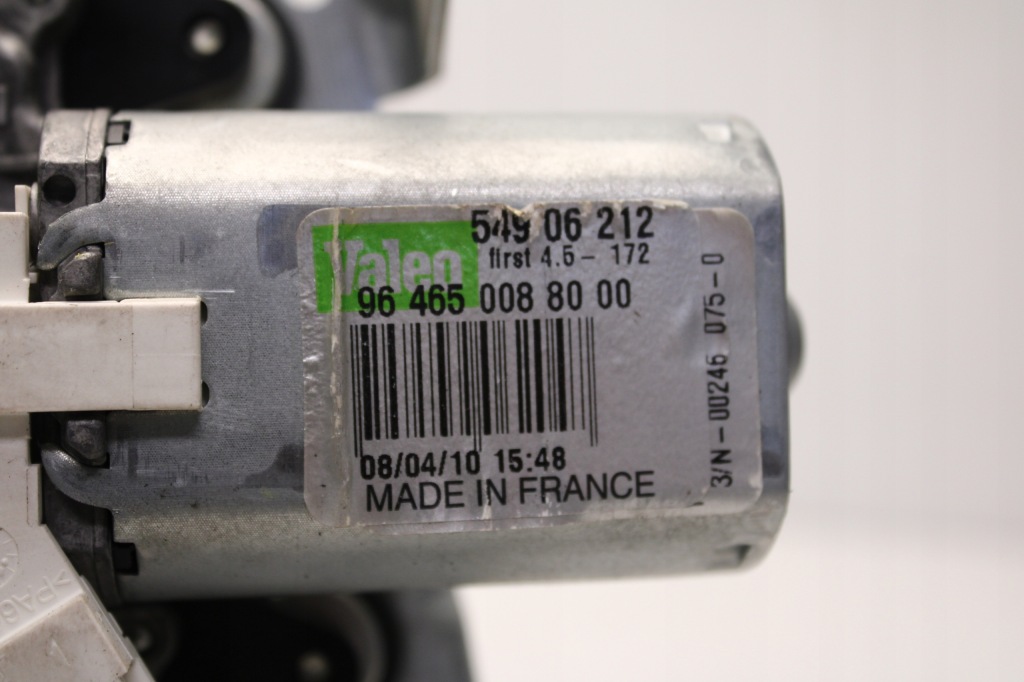 Valeo
549 06 212
first 4.5- 172
96 465 008 80 00
08/04/10 15:48
MADE IN FRANCE
3/N-00246 075-0
>PA6